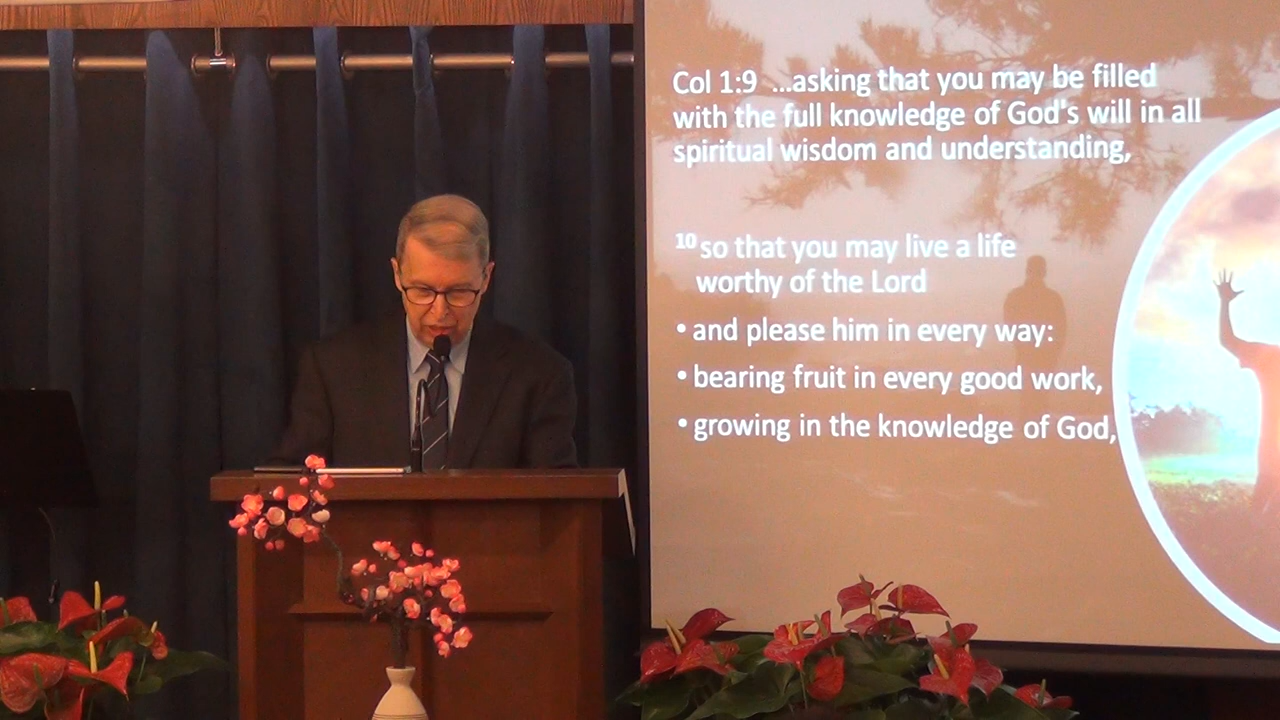 Col 1:9 ...asking that you may be filled
with the full knowledge of God's will in all
spiritual wisdom and understanding,
10 so that you may live a life
worthy of the Lord
• and please him in every way:
• bearing fruit in every good work,
• growing in the knowledge of God,